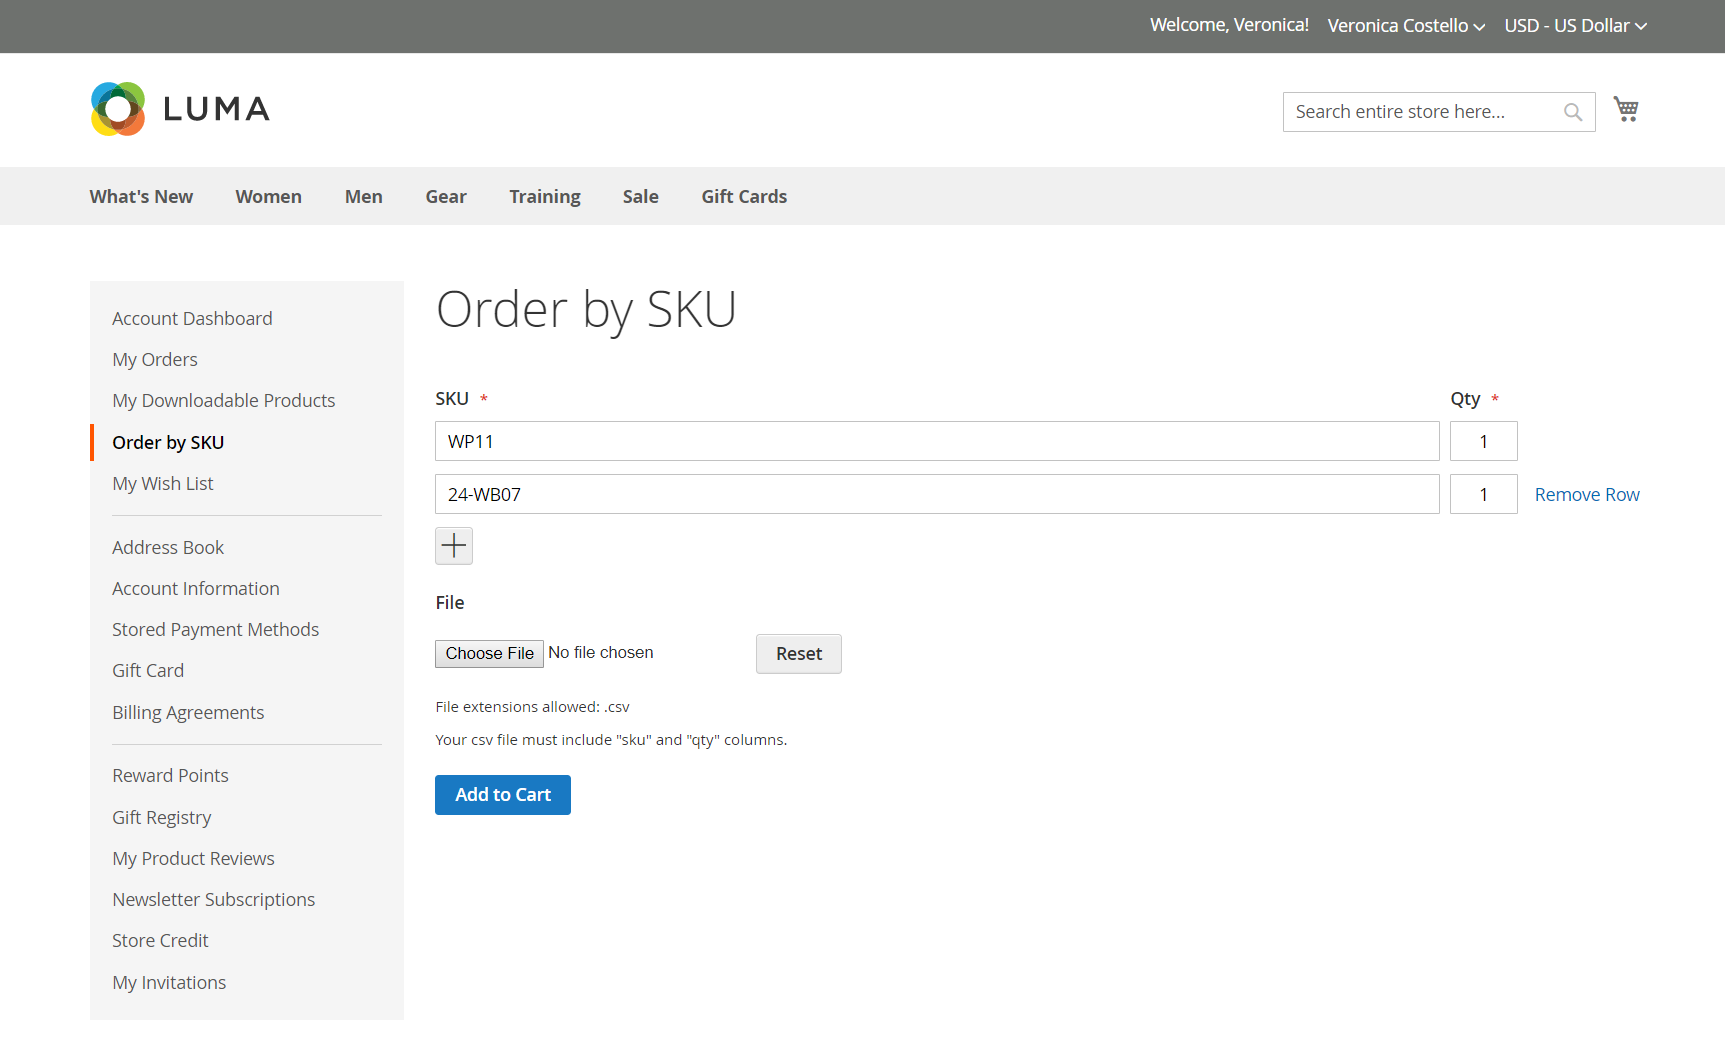 Welcome, Veronica! Veronica Costello USD - US Dollar
LUMA
Search entire store here...
What's New Women Men Gear Training Sale Gift Cards
Account Dashboard
My Orders
My Downloadable Products
Order by SKU
My Wish List
Address Book
Account Information
Stored Payment Methods
Gift Card
Billing Agreements
Reward Points
Gift Registry
My Product Reviews
Newsletter Subscriptions
Store Credit
My Invitations
Order by SKU
SKU * Qty *
WP11 1
24-WB07 1 Remove Row
File
Choose File No file chosen Reset
File extensions allowed: .csv
Your csv file must include "sku" and "qty" columns.
Add to Cart